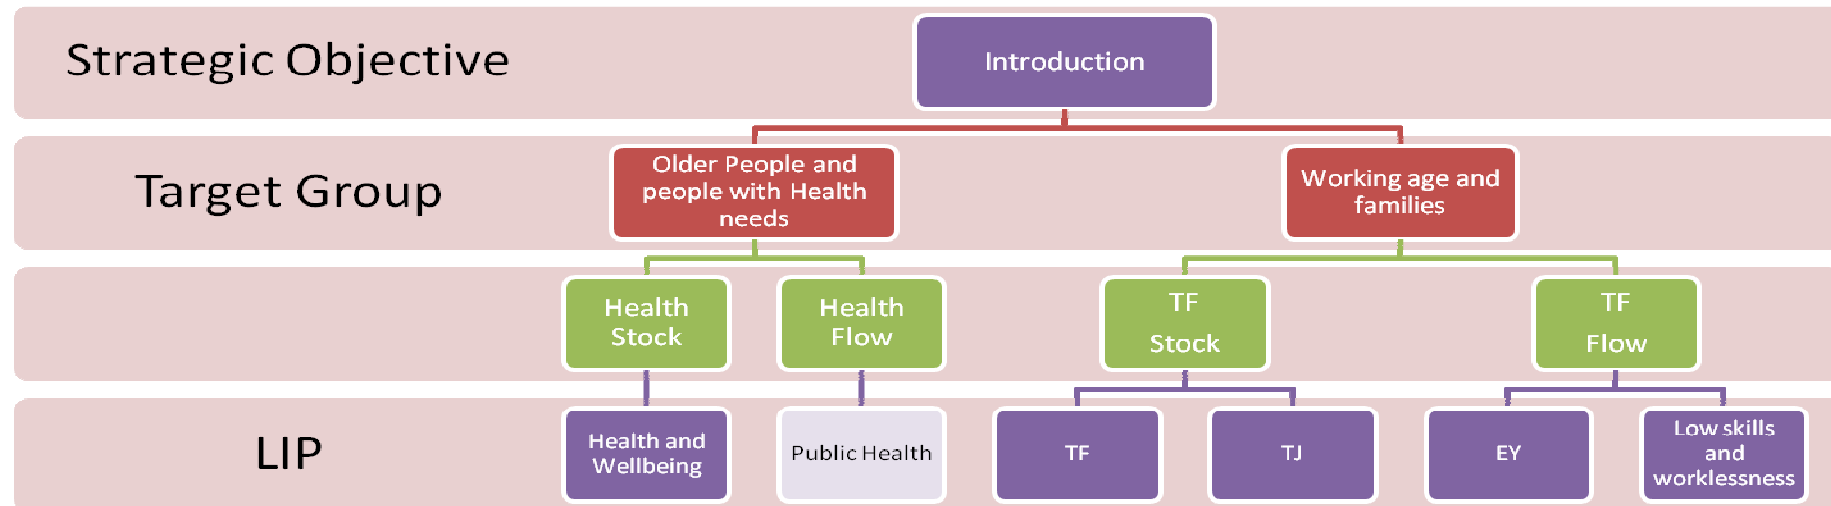 Strategic Objective
Introduction
Target Group
Older People and
people with Health
needs
Working age and
families
Health
Stock
Health
Flow
TF
Stock
TF
Flow
LIP
Health and
Wellbeing
Public Health
TF
TJ
EY
Low skills
and
worklessness